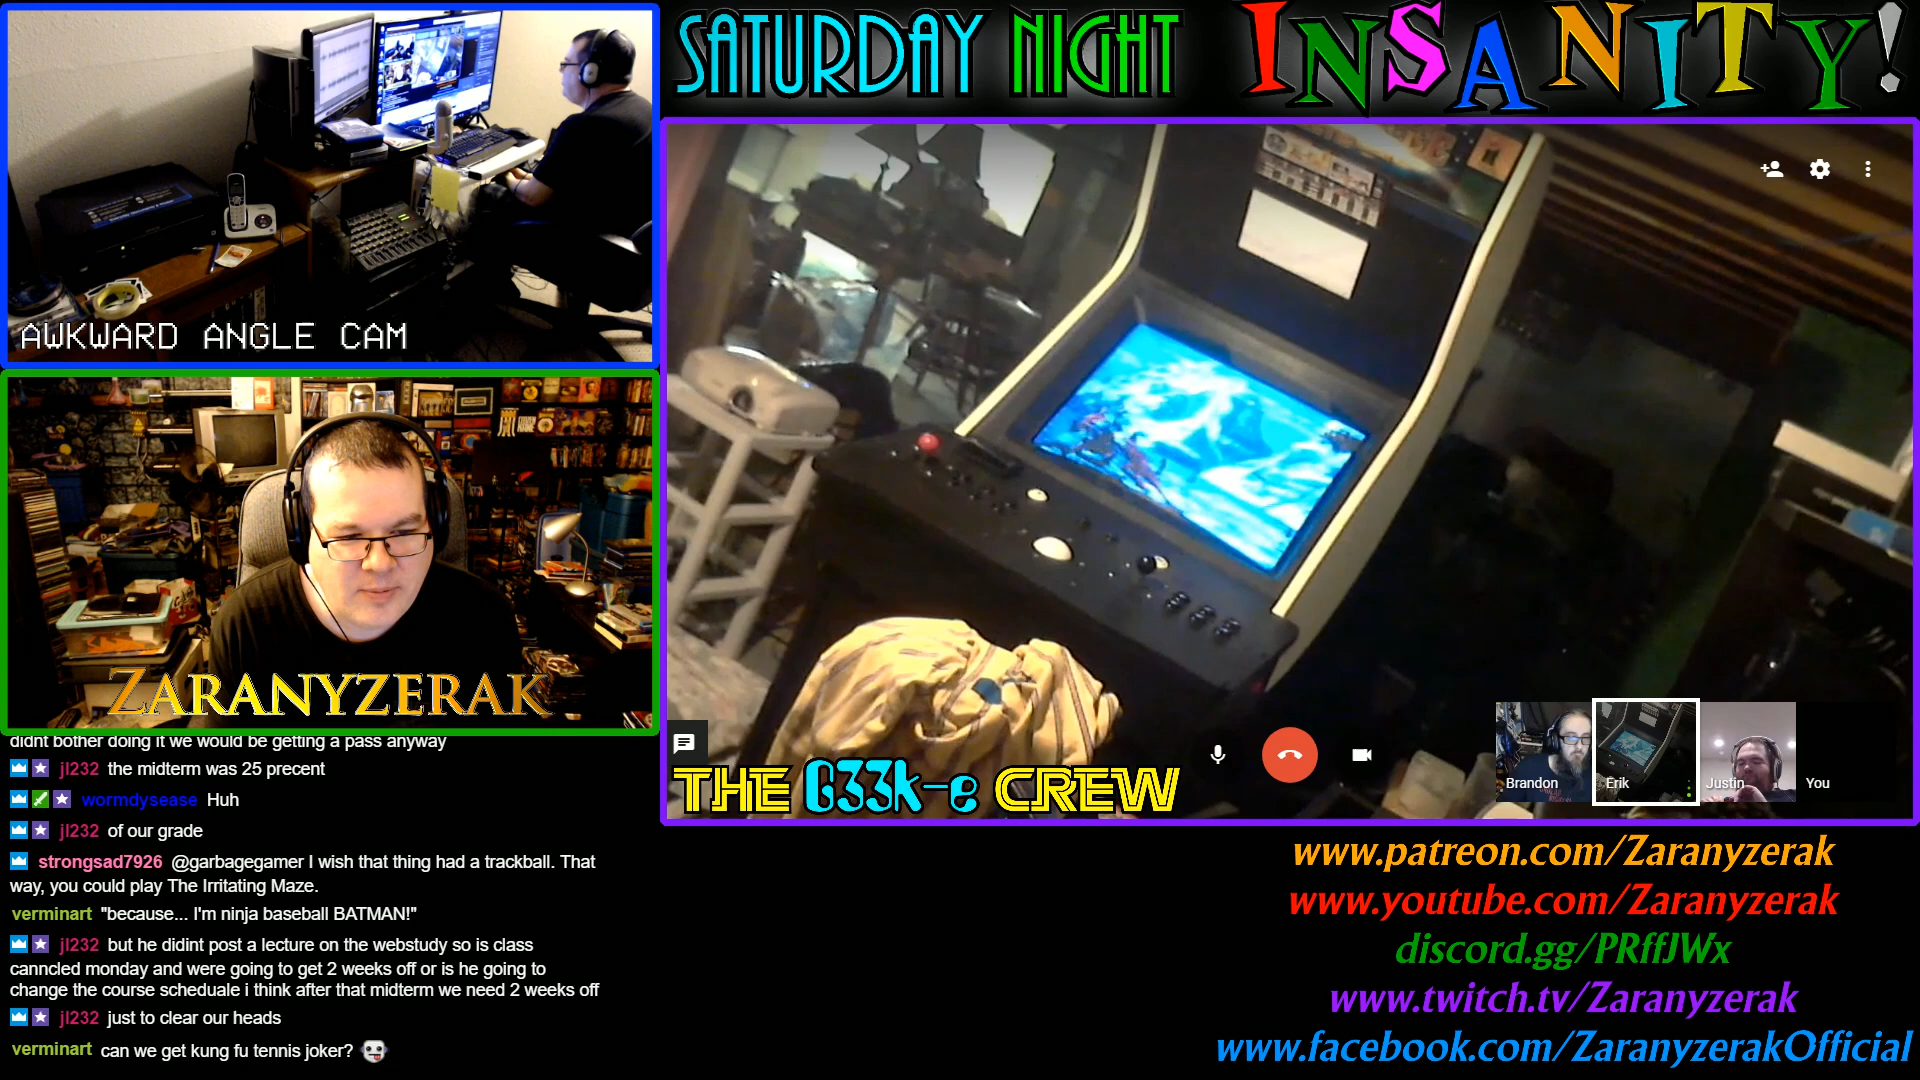 SATURDAY NIGHT INSANITY!
AWKWARD ANGLE CAM
ZARANYZERAK
didnt bother doing it we would be getting a pass anyway
jl232 the midterm was 25 precent
wormdysease Huh
jl232 of our grade
strongsad7926 @garbagegamer I wish that thing had a trackball. That
way, you could play The Irritating Maze.
verminart "because... I'm ninja baseball BATMAN!"
jl232 but he didint post a lecture on the webstudy so is class
canncled monday and were going to get 2 weeks off or is he going to
change the course scheduale i think after that midterm we need 2 weeks off
jl232 just to clear our heads
verminart can we get kung fu tennis joker?
THE G33k-e CREW
Brandon
Erik
Justin
You
www.patreon.com/Zaranyzerak
www.youtube.com/Zaranyzerak
discord.gg/PRffJWx
www.twitch.tv/Zaranyzerak
www.facebook.com/ZaranyzerakOfficial